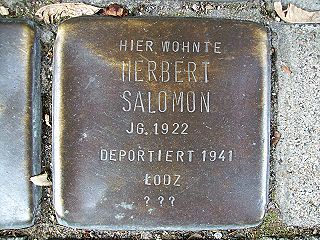 HIER WOHNTE
HERBERT
SALOMON
JG. 1922
DEPORTIERT 1941
ŁODZ
? ? ?